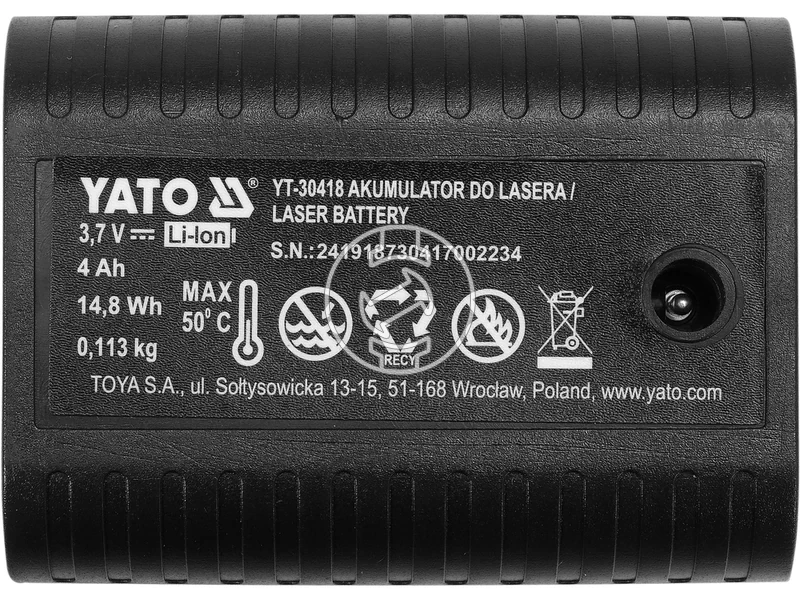 YATO ®
YT-30418 AKUMULATOR DO LASERA /
LASER BATTERY
3,7 V Li-Ion
S.N.:241918730417002234
4 Ah
14,8 Wh
MAX
50⁰ C
0,113 kg
RECY
TOYA S.A., ul. Sołtysowicka 13-15, 51-168 Wrocław, Poland, www.yato.com